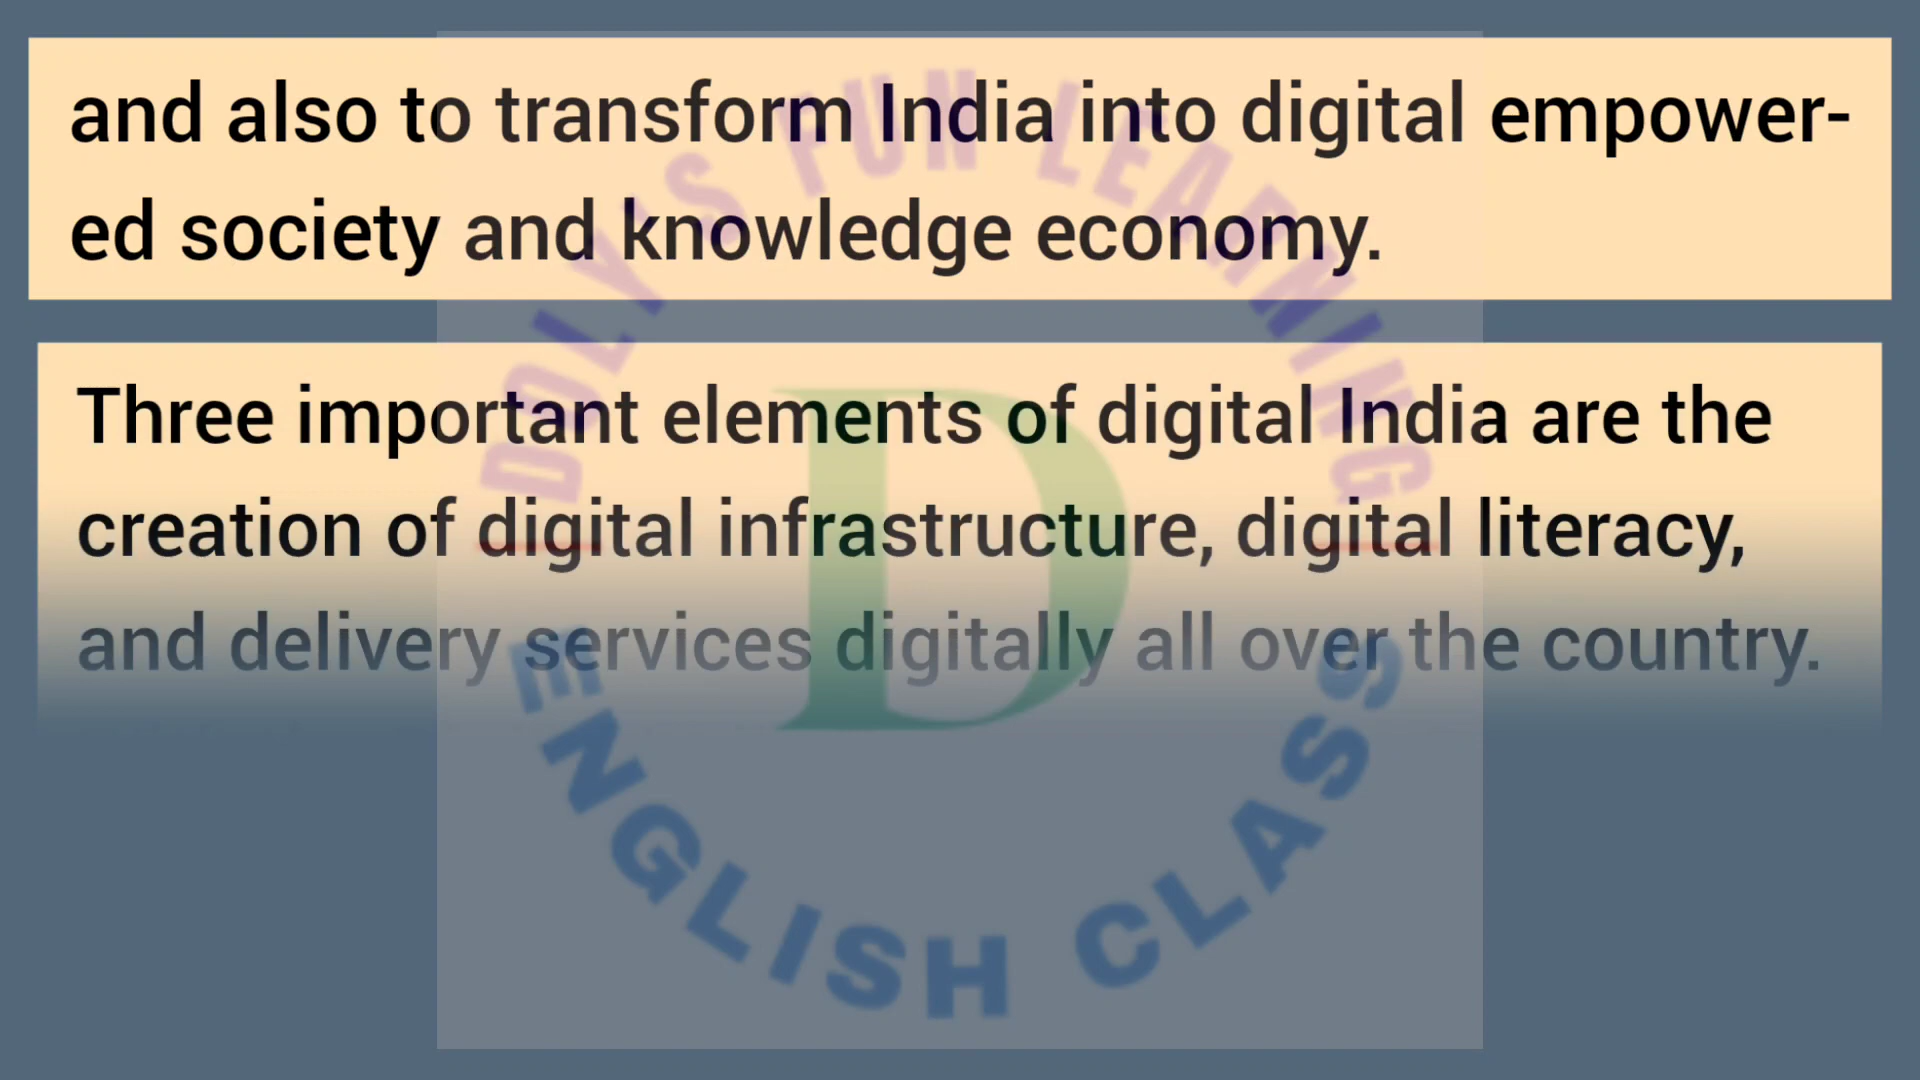 and also to transform India into digital empower-
ed society and knowledge economy.
Three important elements of digital India are the
creation of digital infrastructure, digital literacy,
and delivery services digitally all over the country.
DOLY S FUN LEARNING
D
ENGLISH CLASS